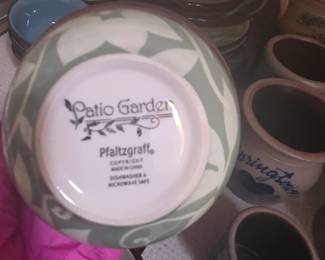 Patio Garden
Pfaltzgraff®
COPYRIGHT
MADE IN CHINA
DISHWASHER &
MICROWAVE SAFE